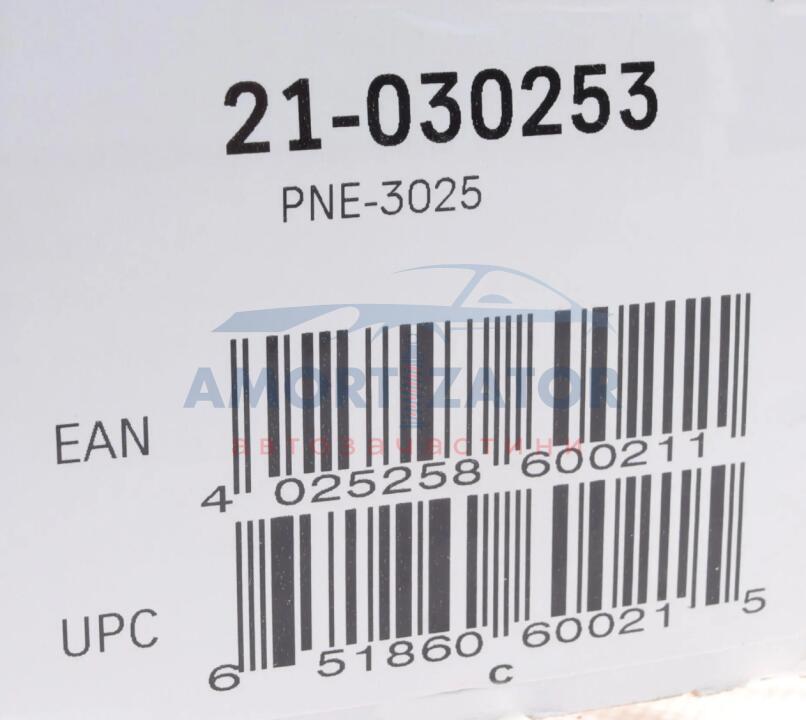 21-030253
PNE-3025
AMORTIZATOR
автозапчастини
EAN
4 025258 600211
UPC
6 51860 60021 5
C